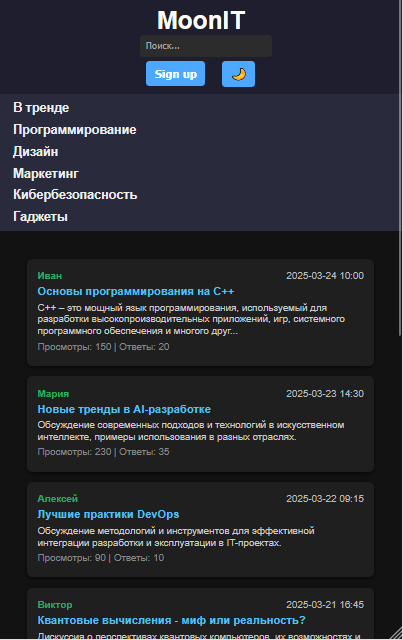 MoonIT
Поиск...
Sign up
В тренде
Программирование
Дизайн
Маркетинг
Кибербезопасность
Гаджеты
Иван 2025-03-24 10:00
Основы программирования на C++
C++ – это мощный язык программирования, используемый для
разработки высокопроизводительных приложений, игр, системного
программного обеспечения и многого друг...
Просмотры: 150 | Ответы: 20
Мария 2025-03-23 14:30
Новые тренды в AI-разработке
Обсуждение современных подходов и технологий в искусственном
интеллекте, примеры использования в разных отраслях.
Просмотры: 230 | Ответы: 35
Алексей 2025-03-22 09:15
Лучшие практики DevOps
Обсуждение методологий и инструментов для эффективной
интеграции разработки и эксплуатации в IT-проектах.
Просмотры: 90 | Ответы: 10
Виктор 2025-03-21 16:45
Квантовые вычисления - миф или реальность?
Дискуссия о перспективах квантовых компьютеров, их возможностях и